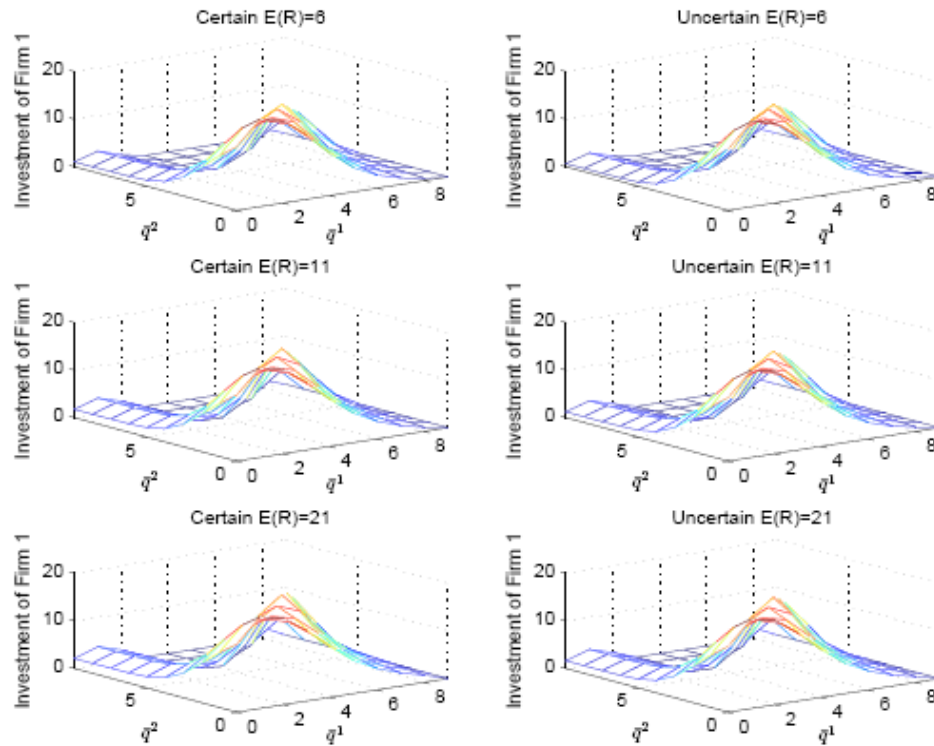 Certain E(R)=6
Uncertain E(R)=6
Investment of Firm 1
20
10
0
5
0
q̄²
0
2
4
6
8
q̄¹
Investment of Firm 1
20
10
0
5
0
q̄²
0
2
4
6
8
q̄¹
Certain E(R)=11
Uncertain E(R)=11
Investment of Firm 1
20
10
0
5
0
q̄²
0
2
4
6
8
q̄¹
Investment of Firm 1
20
10
0
5
0
q̄²
0
2
4
6
8
q̄¹
Certain E(R)=21
Uncertain E(R)=21
Investment of Firm 1
20
10
0
5
0
q̄²
0
2
4
6
8
q̄¹
Investment of Firm 1
20
10
0
5
0
q̄²
0
2
4
6
8
q̄¹